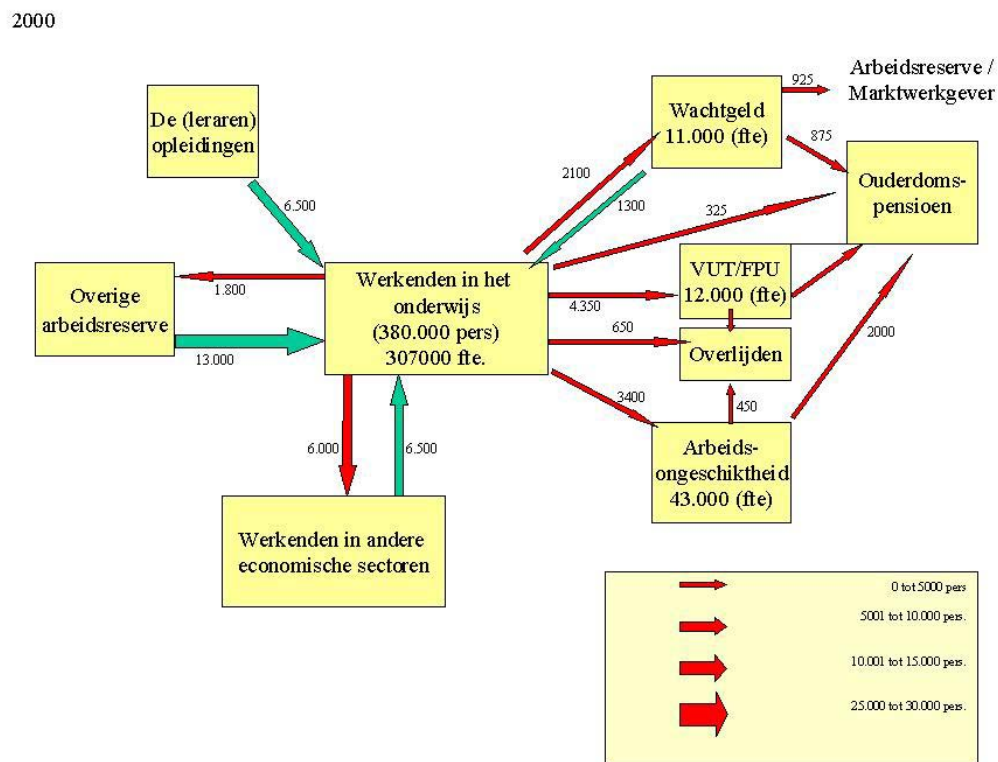 2000
925
Arbeidsreserve /
Marktwerkgever
De (leraren)
opleidingen
Wachtgeld
11.000 (fte)
875
Ouderdoms-
pensioen
6.500
2100
1300
325
Overige
arbeidsreserve
1.800
13.000
Werkenden in het
onderwijs
(380.000 pers)
307000 fte.
4.350
VUT/FPU
12.000 (fte)
650
Overlijden
2000
3400
450
Arbeids-
ongeschiktheid
43.000 (fte)
6.000
6.500
Werkenden in andere
economische sectoren
0 tot 5000 pers
5001 tot 10.000 pers.
10.001 tot 15.000 pers.
25.000 tot 30.000 pers.